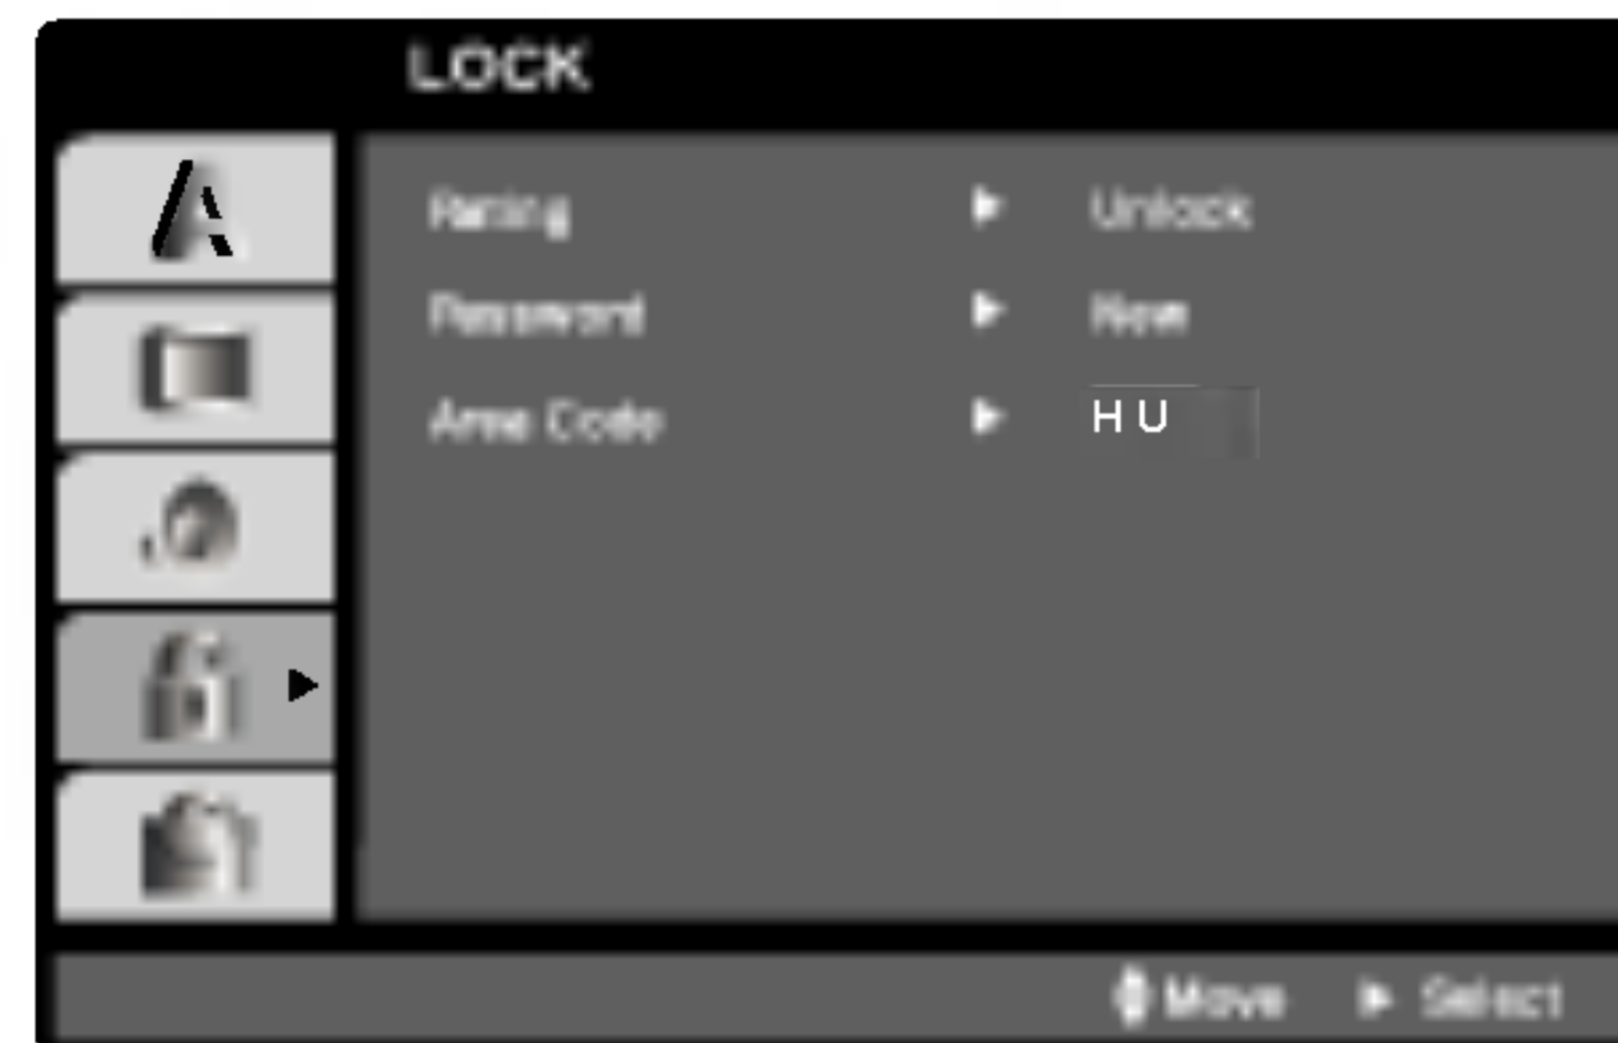 LOCK
Rating ► Unlock
Password ► New
Area Code ► H U
Move ► Select